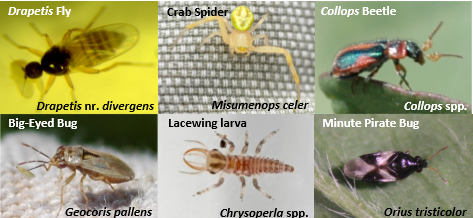 Drapetis Fly
Drapetis nr. divergens
Crab Spider
Misumenops celer
Collops Beetle
Collops spp.
Big-Eyed Bug
Geocoris pallens
Lacewing larva
Chrysoperla spp.
Minute Pirate Bug
Orius tristicolor